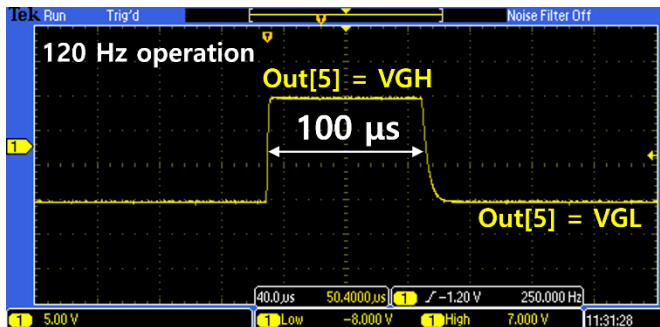 Tek Run Trig'd Noise Filter Off
120 Hz operation
Out[5] = VGH
100 μs
1
Out[5] = VGL
40.0μs 50.4000μs 1 ∫ −1.20 V 250.000 Hz
1 5.00 V 1 Low −8.000 V 1 High 7.000 V 11:31:28